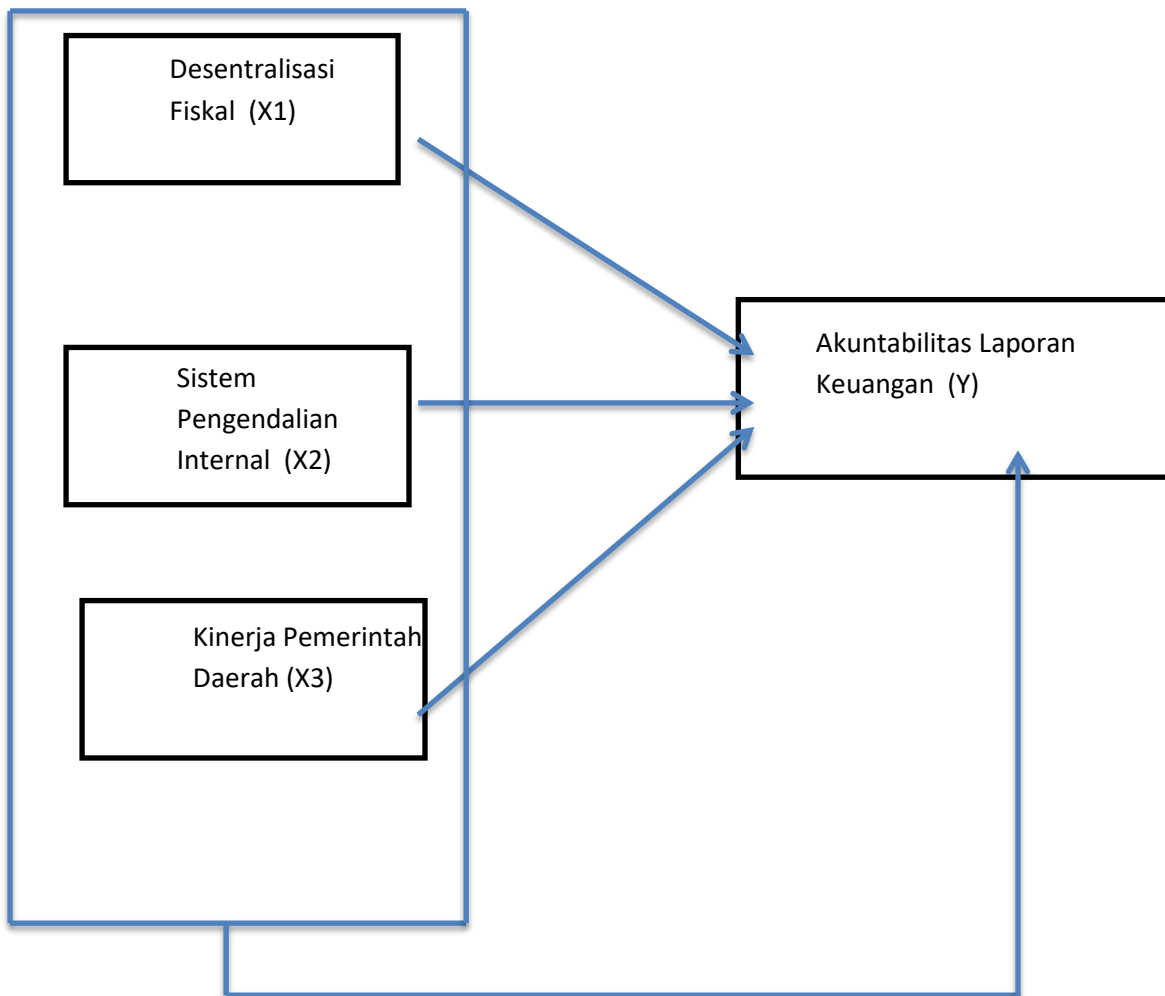 Desentralisasi
Fiskal (X1)
Sistem
Pengendalian
Internal (X2)
Kinerja Pemerintah
Daerah (X3)
Akuntabilitas Laporan
Keuangan (Y)